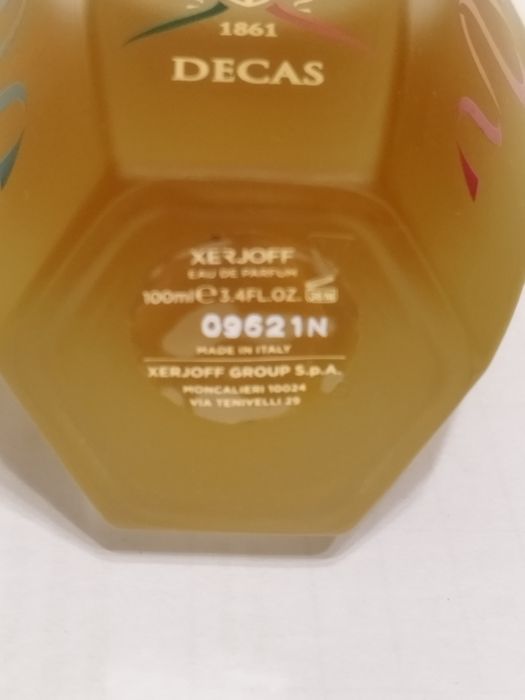 1861
DECAS
XERJOFF
EAU DE PARFUM
100ml ℮ 3.4FL.OZ.
09621N
MADE IN ITALY
XERJOFF GROUP S.p.A.
MONCALIERI 10024
VIA TENIVELLI 29